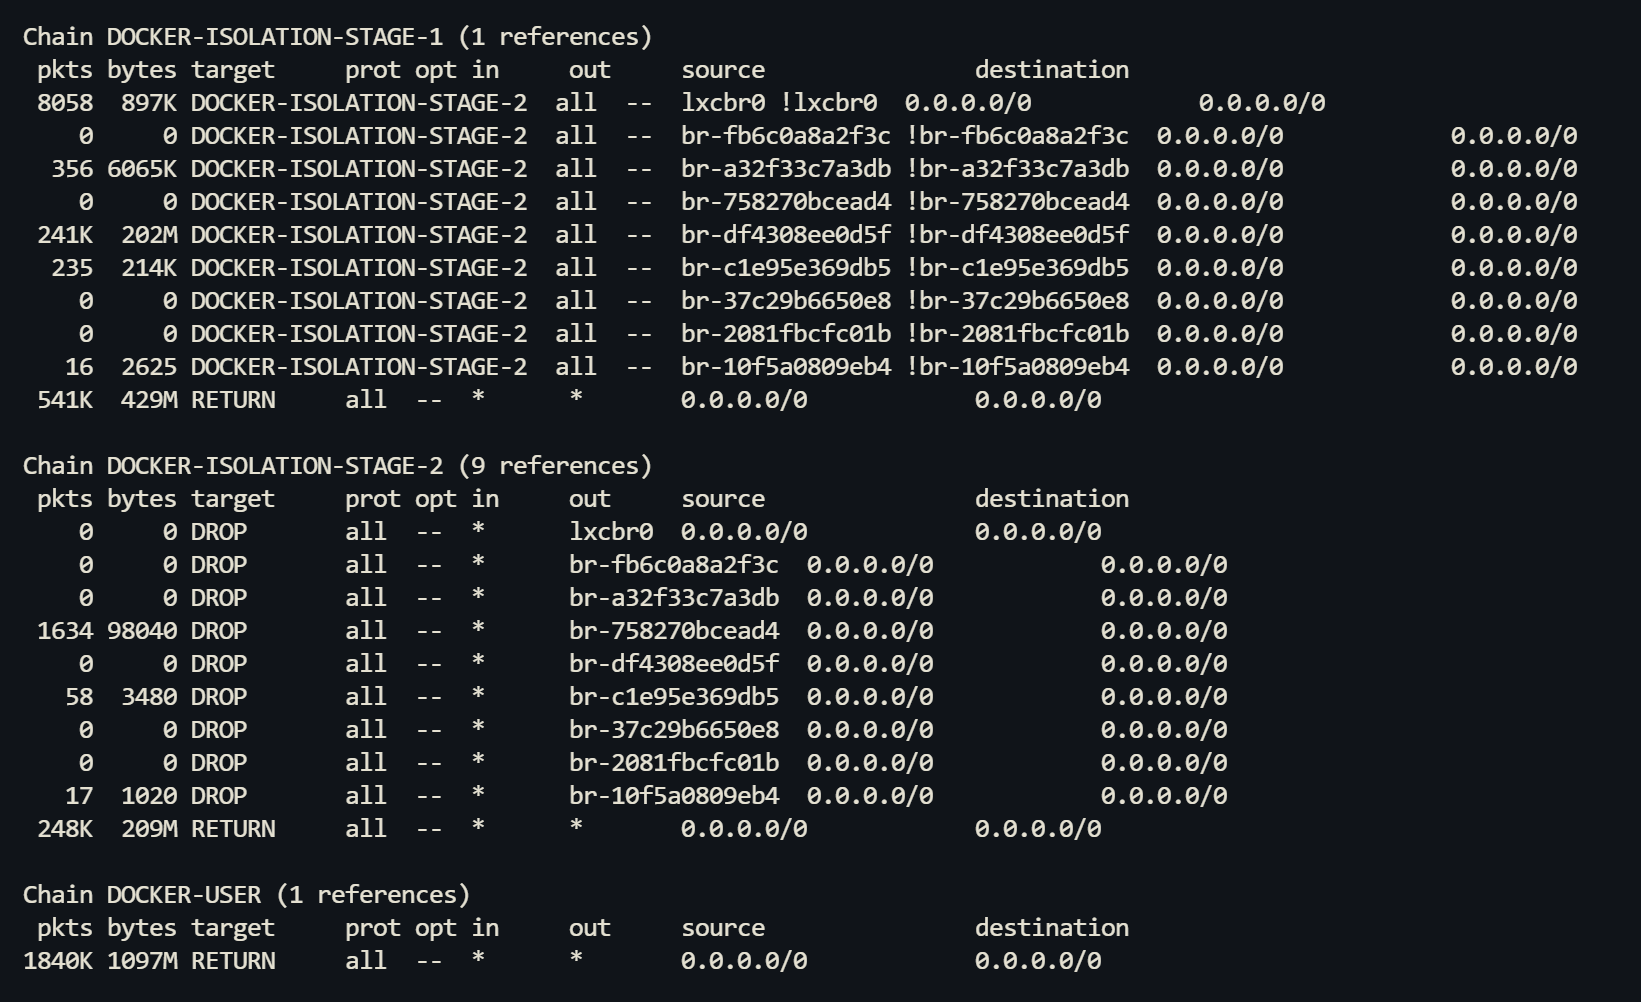 Chain DOCKER-ISOLATION-STAGE-1 (1 references)
 pkts bytes target     prot opt in     out     source               destination
 8058  897K DOCKER-ISOLATION-STAGE-2  all  --  lxcbr0 !lxcbr0  0.0.0.0/0            0.0.0.0/0
    0     0 DOCKER-ISOLATION-STAGE-2  all  --  br-fb6c0a8a2f3c !br-fb6c0a8a2f3c  0.0.0.0/0            0.0.0.0/0
  356 6065K DOCKER-ISOLATION-STAGE-2  all  --  br-a32f33c7a3db !br-a32f33c7a3db  0.0.0.0/0            0.0.0.0/0
    0     0 DOCKER-ISOLATION-STAGE-2  all  --  br-758270bcead4 !br-758270bcead4  0.0.0.0/0            0.0.0.0/0
 241K  202M DOCKER-ISOLATION-STAGE-2  all  --  br-df4308ee0d5f !br-df4308ee0d5f  0.0.0.0/0            0.0.0.0/0
  235  214K DOCKER-ISOLATION-STAGE-2  all  --  br-c1e95e369db5 !br-c1e95e369db5  0.0.0.0/0            0.0.0.0/0
    0     0 DOCKER-ISOLATION-STAGE-2  all  --  br-37c29b6650e8 !br-37c29b6650e8  0.0.0.0/0            0.0.0.0/0
    0     0 DOCKER-ISOLATION-STAGE-2  all  --  br-2081fbcfc01b !br-2081fbcfc01b  0.0.0.0/0            0.0.0.0/0
   16  2625 DOCKER-ISOLATION-STAGE-2  all  --  br-10f5a0809eb4 !br-10f5a0809eb4  0.0.0.0/0            0.0.0.0/0
 541K  429M RETURN     all  --  *      *       0.0.0.0/0            0.0.0.0/0

Chain DOCKER-ISOLATION-STAGE-2 (9 references)
 pkts bytes target     prot opt in     out     source               destination
    0     0 DROP       all  --  *      lxcbr0  0.0.0.0/0            0.0.0.0/0
    0     0 DROP       all  --  *      br-fb6c0a8a2f3c  0.0.0.0/0            0.0.0.0/0
    0     0 DROP       all  --  *      br-a32f33c7a3db  0.0.0.0/0            0.0.0.0/0
 1634 98040 DROP       all  --  *      br-758270bcead4  0.0.0.0/0            0.0.0.0/0
    0     0 DROP       all  --  *      br-df4308ee0d5f  0.0.0.0/0            0.0.0.0/0
   58  3480 DROP       all  --  *      br-c1e95e369db5  0.0.0.0/0            0.0.0.0/0
    0     0 DROP       all  --  *      br-37c29b6650e8  0.0.0.0/0            0.0.0.0/0
    0     0 DROP       all  --  *      br-2081fbcfc01b  0.0.0.0/0            0.0.0.0/0
   17  1020 DROP       all  --  *      br-10f5a0809eb4  0.0.0.0/0            0.0.0.0/0
 248K  209M RETURN     all  --  *      *       0.0.0.0/0            0.0.0.0/0

Chain DOCKER-USER (1 references)
 pkts bytes target     prot opt in     out     source               destination
1840K 1097M RETURN     all  --  *      *       0.0.0.0/0            0.0.0.0/0